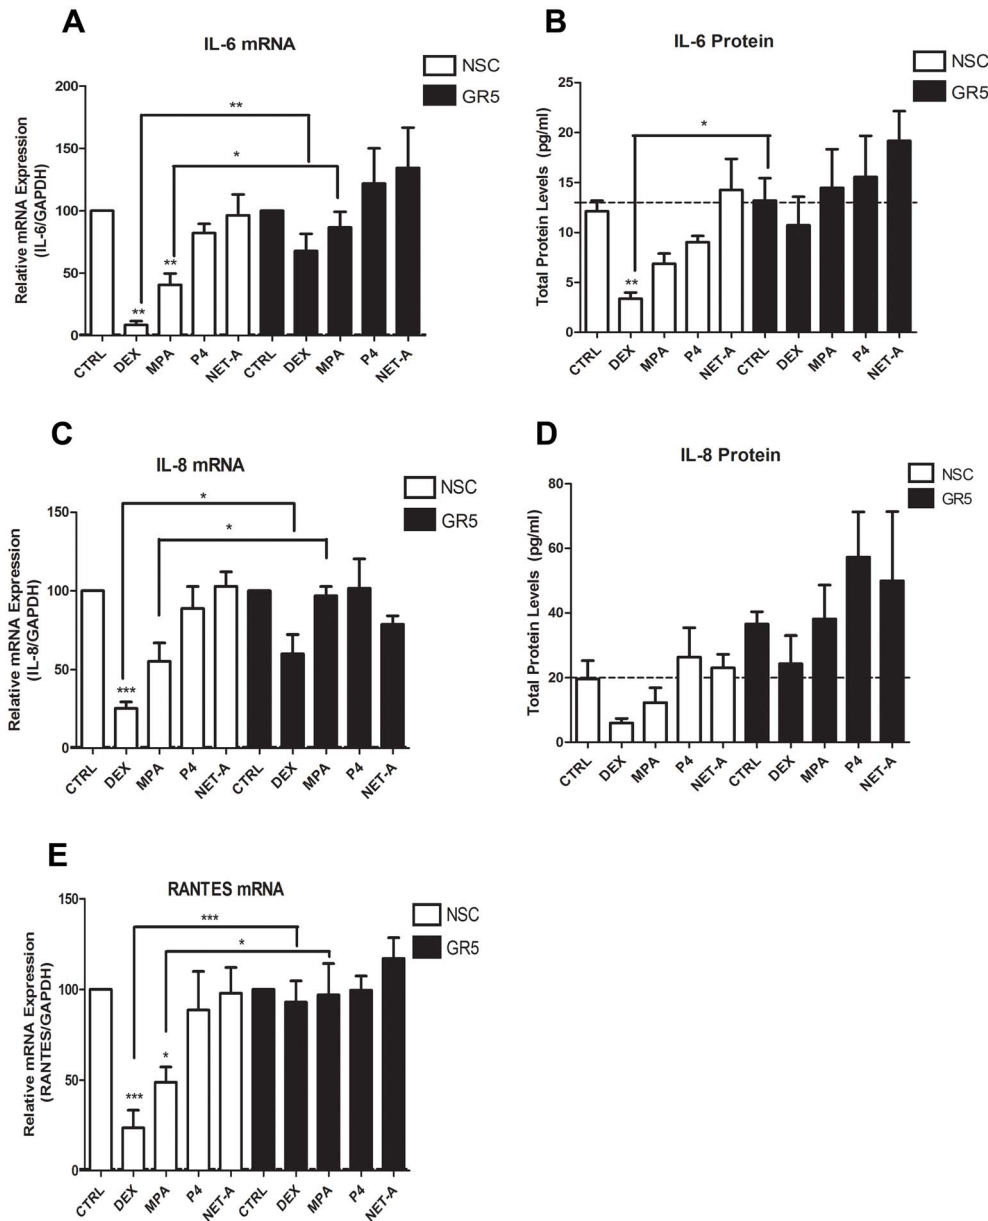 A
IL-6 mRNA
NSC
GR5
Relative mRNA Expression
(IL-6/GAPDH)
200
150
100
50
0
**
*
**
**
CTRL
DEX
MPA
P4
NET-A
CTRL
DEX
MPA
P4
NET-A
B
IL-6 Protein
NSC
GR5
Total Protein Levels (pg/ml)
25
20
15
10
5
0
*
**
CTRL
DEX
MPA
P4
NET-A
CTRL
DEX
MPA
P4
NET-A
C
IL-8 mRNA
NSC
GR5
Relative mRNA Expression
(IL-8/GAPDH)
150
100
50
0
*
*
***
CTRL
DEX
MPA
P4
NET-A
CTRL
DEX
MPA
P4
NET-A
D
IL-8 Protein
NSC
GR5
Total Protein Levels (pg/ml)
80
60
40
20
0
CTRL
DEX
MPA
P4
NET-A
CTRL
DEX
MPA
P4
NET-A
E
RANTES mRNA
NSC
GR5
Relative mRNA Expression
(RANTES/GAPDH)
150
100
50
0
***
*
*
***
CTRL
DEX
MPA
P4
NET-A
CTRL
DEX
MPA
P4
NET-A